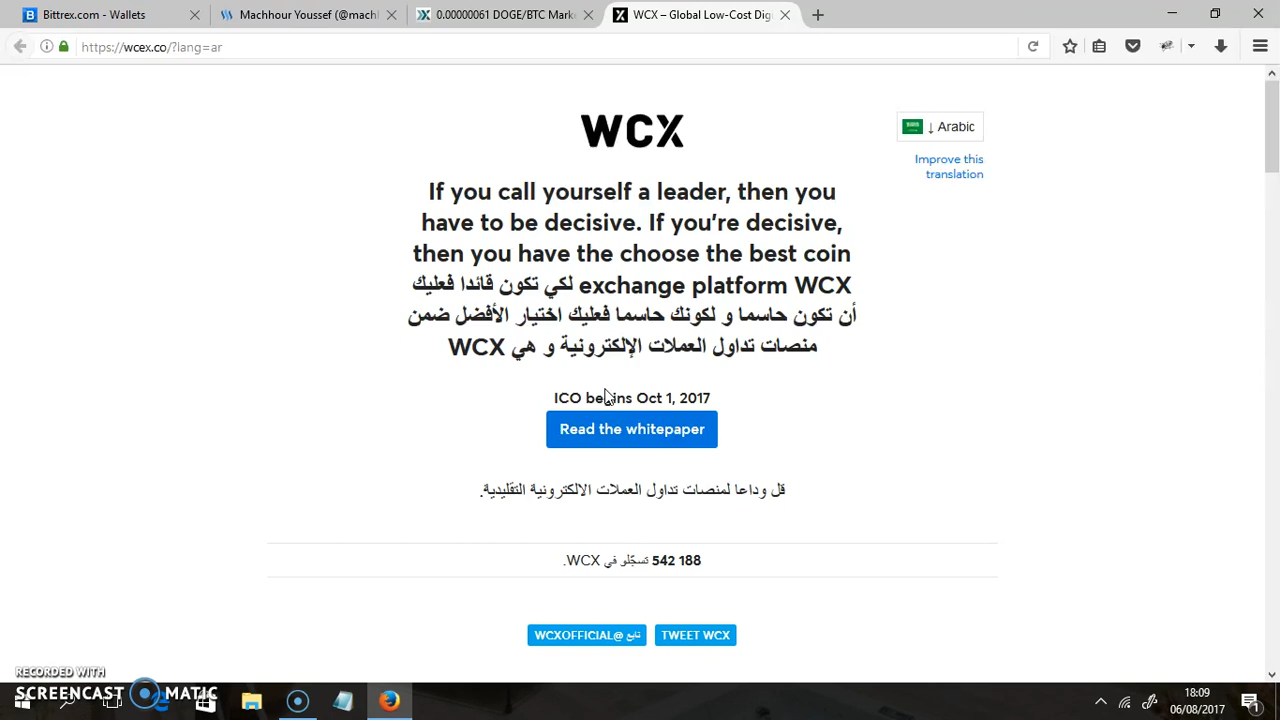 Bittrex.com - Wallets
Machhour Youssef (@machl
0.00000061 DOGE/BTC Marke
WCX – Global Low-Cost Dig
https://wcex.co/?lang=ar
WCX
↓ Arabic
Improve this
translation
If you call yourself a leader, then you
have to be decisive. If you're decisive,
then you have the choose the best coin
exchange platform WCX لكي تكون قائدا فعليك
أن تكون حاسما و لكونك حاسما فعليك اختيار الأفضل ضمن
منصات تداول العملات الإلكترونية و هي WCX
ICO begins Oct 1, 2017
Read the whitepaper
قل وداعا لمنصات تداول العملات الالكترونية التقليدية.
542 188 تسجّلو في WCX.
تابع @WCXOFFICIAL
TWEET WCX
RECORDED WITH
SCREENCAST MATIC
18:09
06/08/2017
1